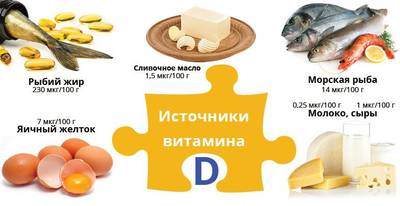 Рыбий жир
230 мкг/100 г
Сливочное масло
1,5 мкг/100 г
Морская рыба
14 мкг/100 г
7 мкг/100 г
Яичный желток
Источники
витамина
D
0,25 мкг/100 г 1 мкг/100 г
Молоко, сыры